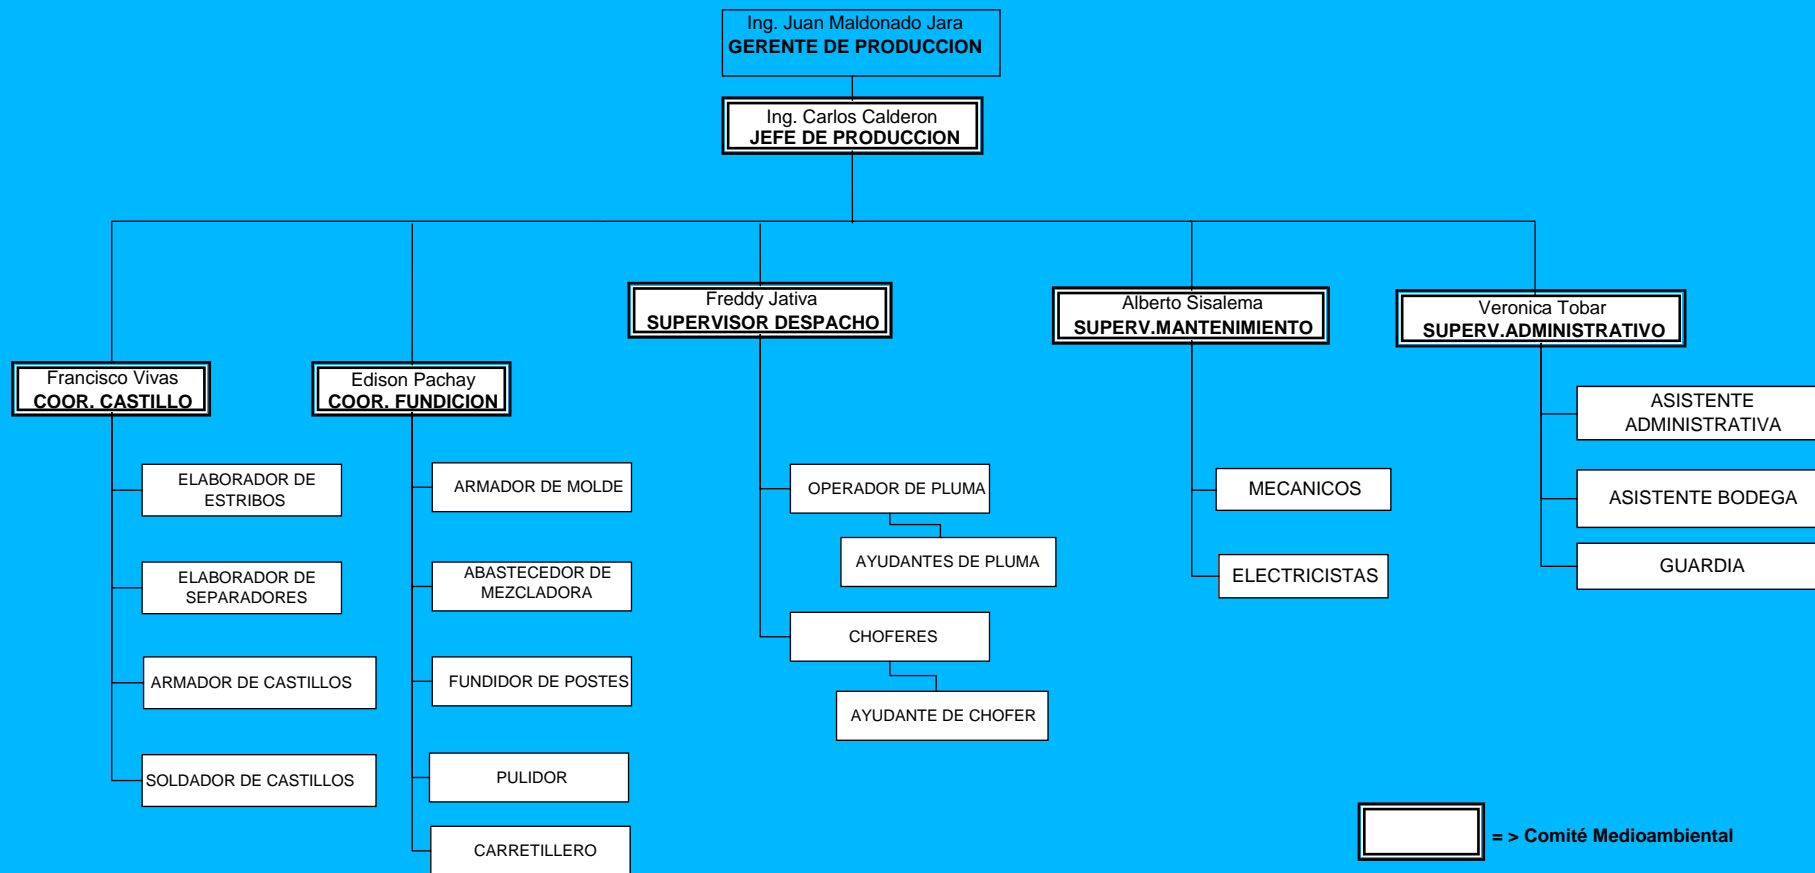 Ing. Juan Maldonado Jara
GERENTE DE PRODUCCION
Ing. Carlos Calderon
JEFE DE PRODUCCION
Francisco Vivas
COOR. CASTILLO
ELABORADOR DE
ESTRIBOS
ELABORADOR DE
SEPARADORES
ARMADOR DE CASTILLOS
SOLDADOR DE CASTILLOS
Edison Pachay
COOR. FUNDICION
ARMADOR DE MOLDE
ABASTECEDOR DE
MEZCLADORA
FUNDIDOR DE POSTES
PULIDOR
CARRETILLERO
Freddy Jativa
SUPERVISOR DESPACHO
OPERADOR DE PLUMA
AYUDANTES DE PLUMA
CHOFERES
AYUDANTE DE CHOFER
Alberto Sisalema
SUPERV.MANTENIMIENTO
MECANICOS
ELECTRICISTAS
Veronica Tobar
SUPERV.ADMINISTRATIVO
ASISTENTE
ADMINISTRATIVA
ASISTENTE BODEGA
GUARDIA
= > Comité Medioambiental